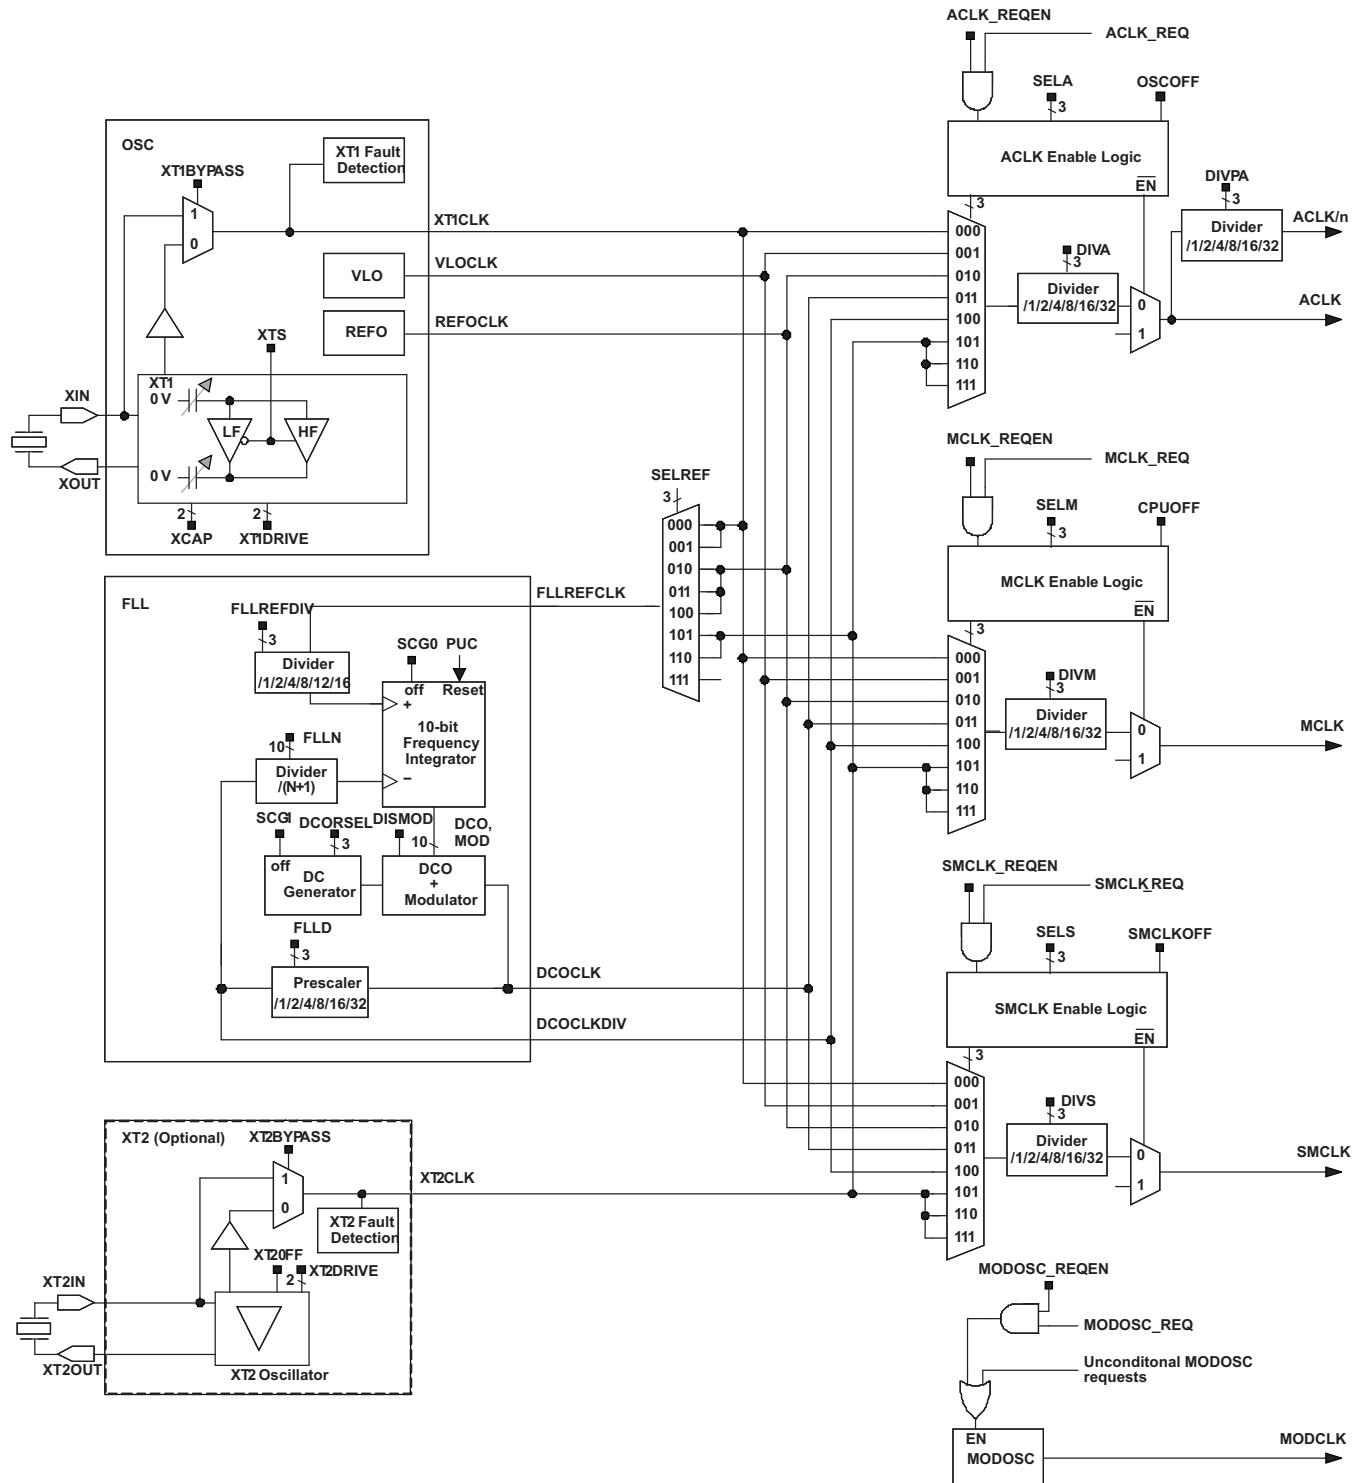 ACLK_REQEN
ACLK_REQ
SELA
3
OSCOFF
ACLK Enable Logic
EN
3
DIVPA
3
Divider
/1/2/4/8/16/32
ACLK/n
000
001
010
011
100
101
110
111
DIVA
3
Divider
/1/2/4/8/16/32
0
1
ACLK
OSC
XT1BYPASS
1
0
XT1 Fault
Detection
XT1CLK
VLO
VLOCLK
REFO
REFOCLK
XTS
XT1
0 V
LF
HF
0 V
XIN
XOUT
2
XCAP
2
XT1DRIVE
SELREF
3
000
001
010
011
100
101
110
111
MCLK_REQEN
MCLK_REQ
SELM
3
CPUOFF
MCLK Enable Logic
EN
3
000
001
010
011
100
101
110
111
DIVM
3
Divider
/1/2/4/8/16/32
0
1
MCLK
FLL
FLLREFCLK
FLLREFDIV
3
Divider
/1/2/4/8/12/16
SCG0
PUC
off
Reset
+
10-bit
Frequency
Integrator
−
FLLN
10
Divider
/(N+1)
SCG1
DCORSEL
3
DISMOD
10
DCO,
MOD
off
DC
Generator
DCO
+
Modulator
FLLD
3
Prescaler
/1/2/4/8/16/32
DCOCLK
DCOCLKDIV
SMCLK_REQEN
SMCLK_REQ
SELS
3
SMCLKOFF
SMCLK Enable Logic
EN
3
000
001
010
011
100
101
110
111
DIVS
3
Divider
/1/2/4/8/16/32
0
1
SMCLK
XT2 (Optional)
XT2BYPASS
1
0
XT2CLK
XT2 Fault
Detection
XT2OFF
2
XT2DRIVE
XT2IN
XT2OUT
XT2 Oscillator
MODOSC_REQEN
MODOSC_REQ
Unconditonal MODOSC
requests
EN
MODOSC
MODCLK